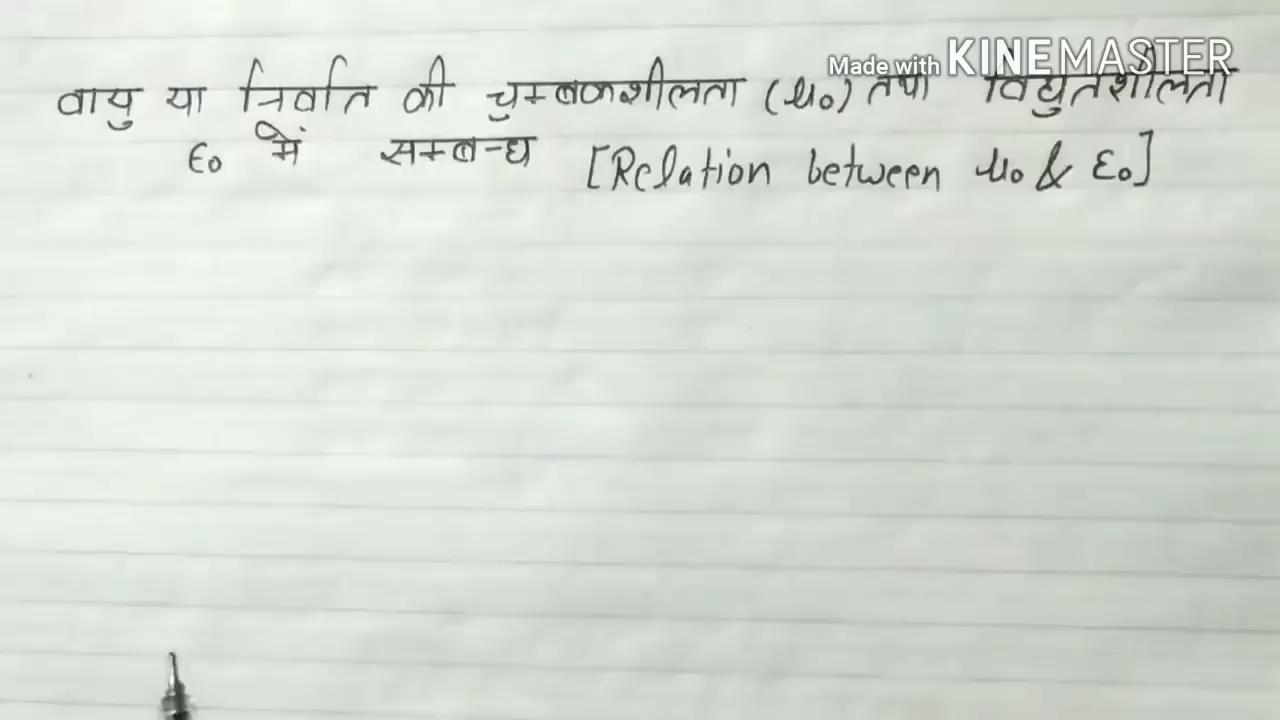 Made with KINEMASTER
वायु या निर्वात की चुम्बकशीलता (μ₀) तथा विद्युतशीलता
ϵ₀ में सम्बन्ध [Relation between μ₀ & ε₀]